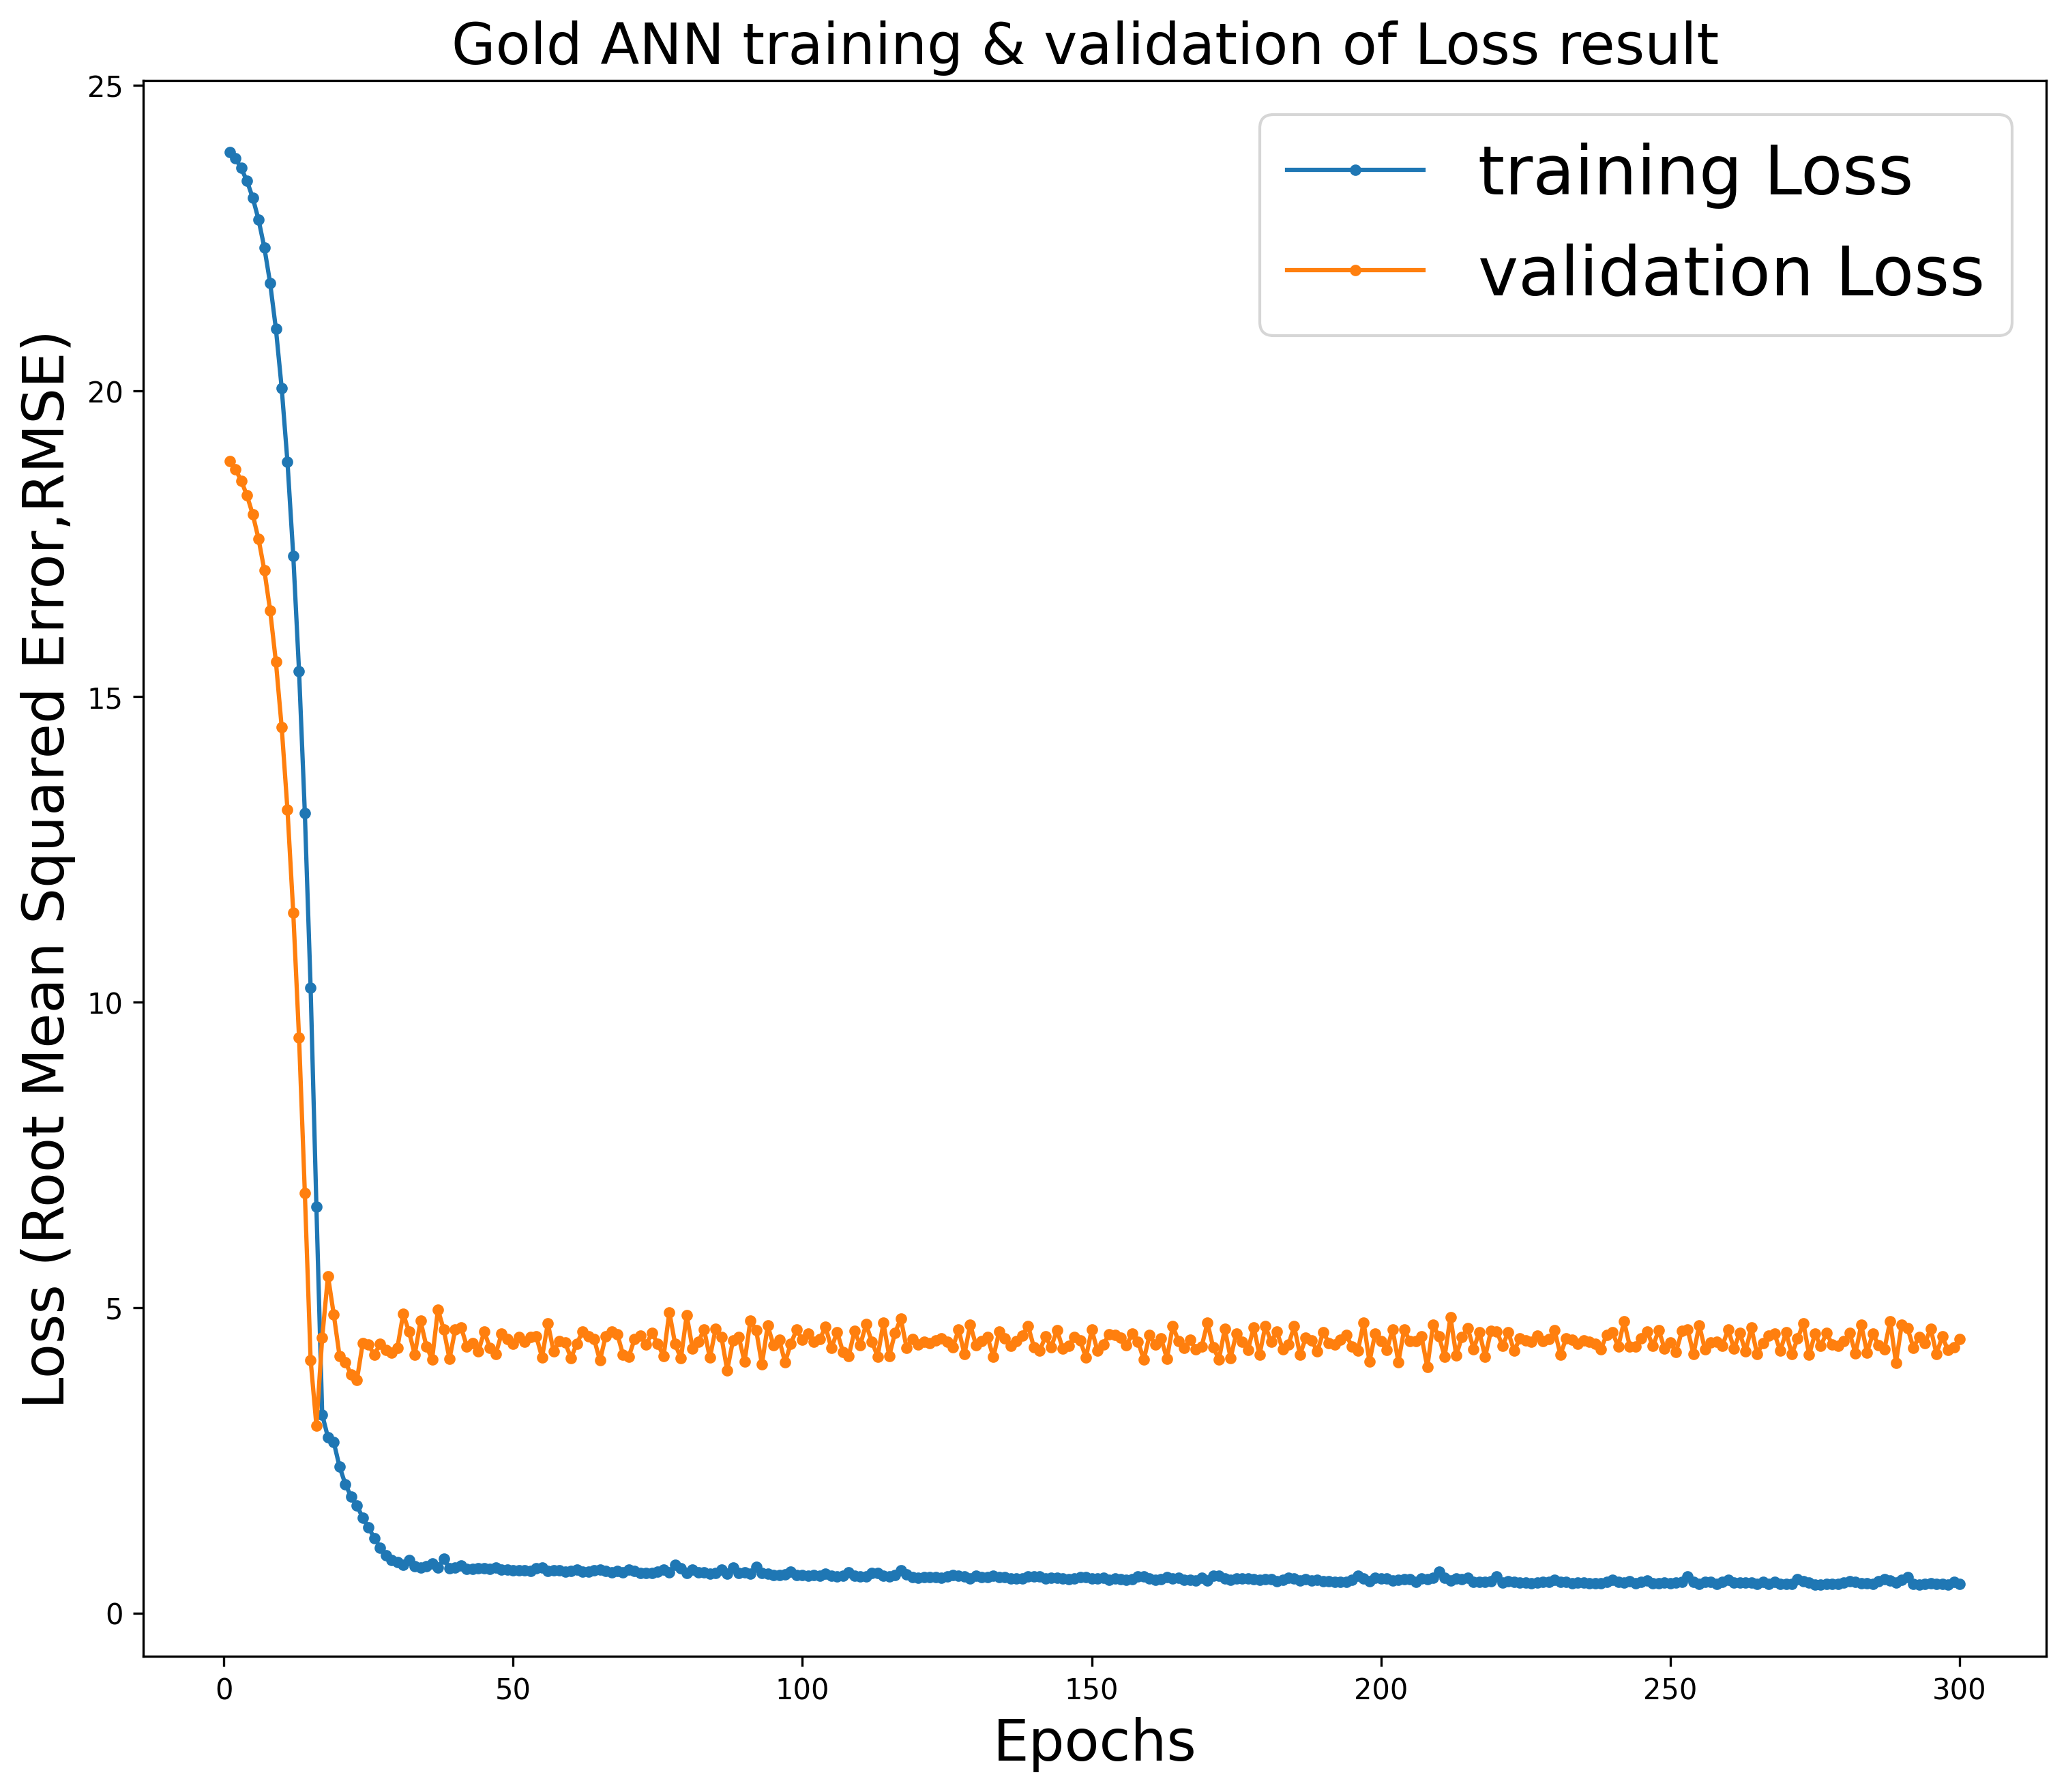 Gold ANN training & validation of Loss result
training Loss
validation Loss
Loss (Root Mean Squared Error,RMSE)
25
20
15
10
5
0
0 50 100 150 200 250 300
Epochs